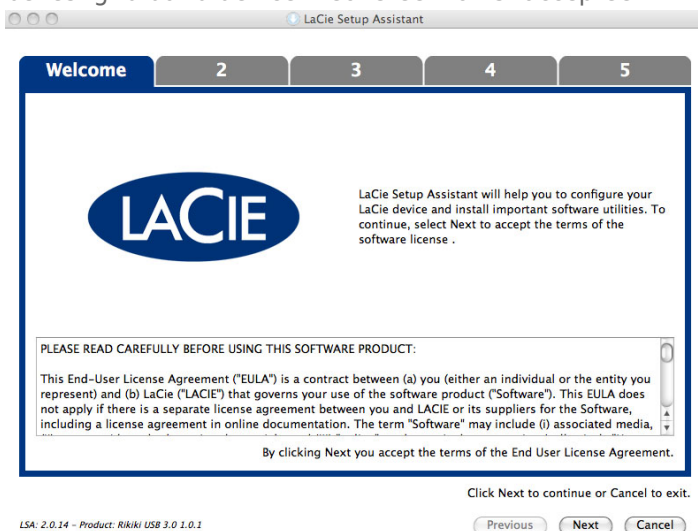 LaCie Setup Assistant
Welcome 2 3 4 5
LACIE
LaCie Setup Assistant will help you to configure your
LaCie device and install important software utilities. To
continue, select Next to accept the terms of the
software license .
PLEASE READ CAREFULLY BEFORE USING THIS SOFTWARE PRODUCT:
This End-User License Agreement ("EULA") is a contract between (a) you (either an individual or the entity you
represent) and (b) LaCie ("LACIE") that governs your use of the software product ("Software"). This EULA does
not apply if there is a separate license agreement between you and LACIE or its suppliers for the Software,
including a license agreement in online documentation. The term "Software" may include (i) associated media,
By clicking Next you accept the terms of the End User License Agreement.
Click Next to continue or Cancel to exit.
LSA: 2.0.14 – Product: Rikiki USB 3.0 1.0.1
Previous Next Cancel